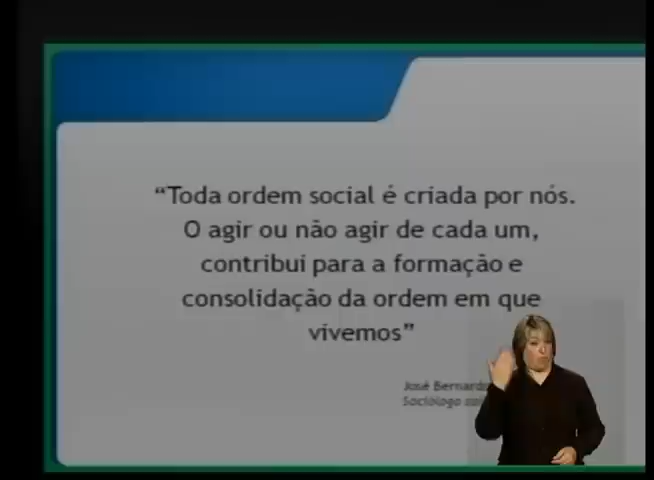 “Toda ordem social é criada por nós.
O agir ou não agir de cada um,
contribui para a formação e
consolidação da ordem em que
vivemos”
José
Sociólogo